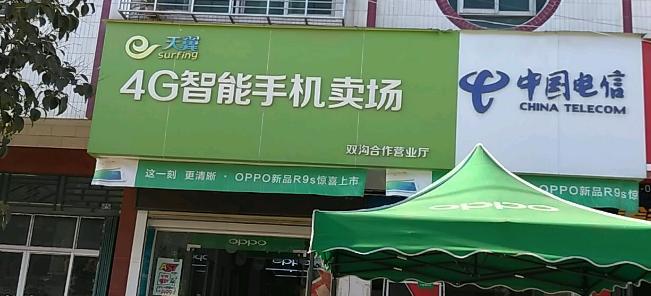 天翼
surfing
4G智能手机卖场
双沟合作营业厅
中国电信
CHINA TELECOM
这一刻 更清晰·OPPO新品R9s惊喜上市
OPPO新品R9s惊
oppo
oppo
oppo